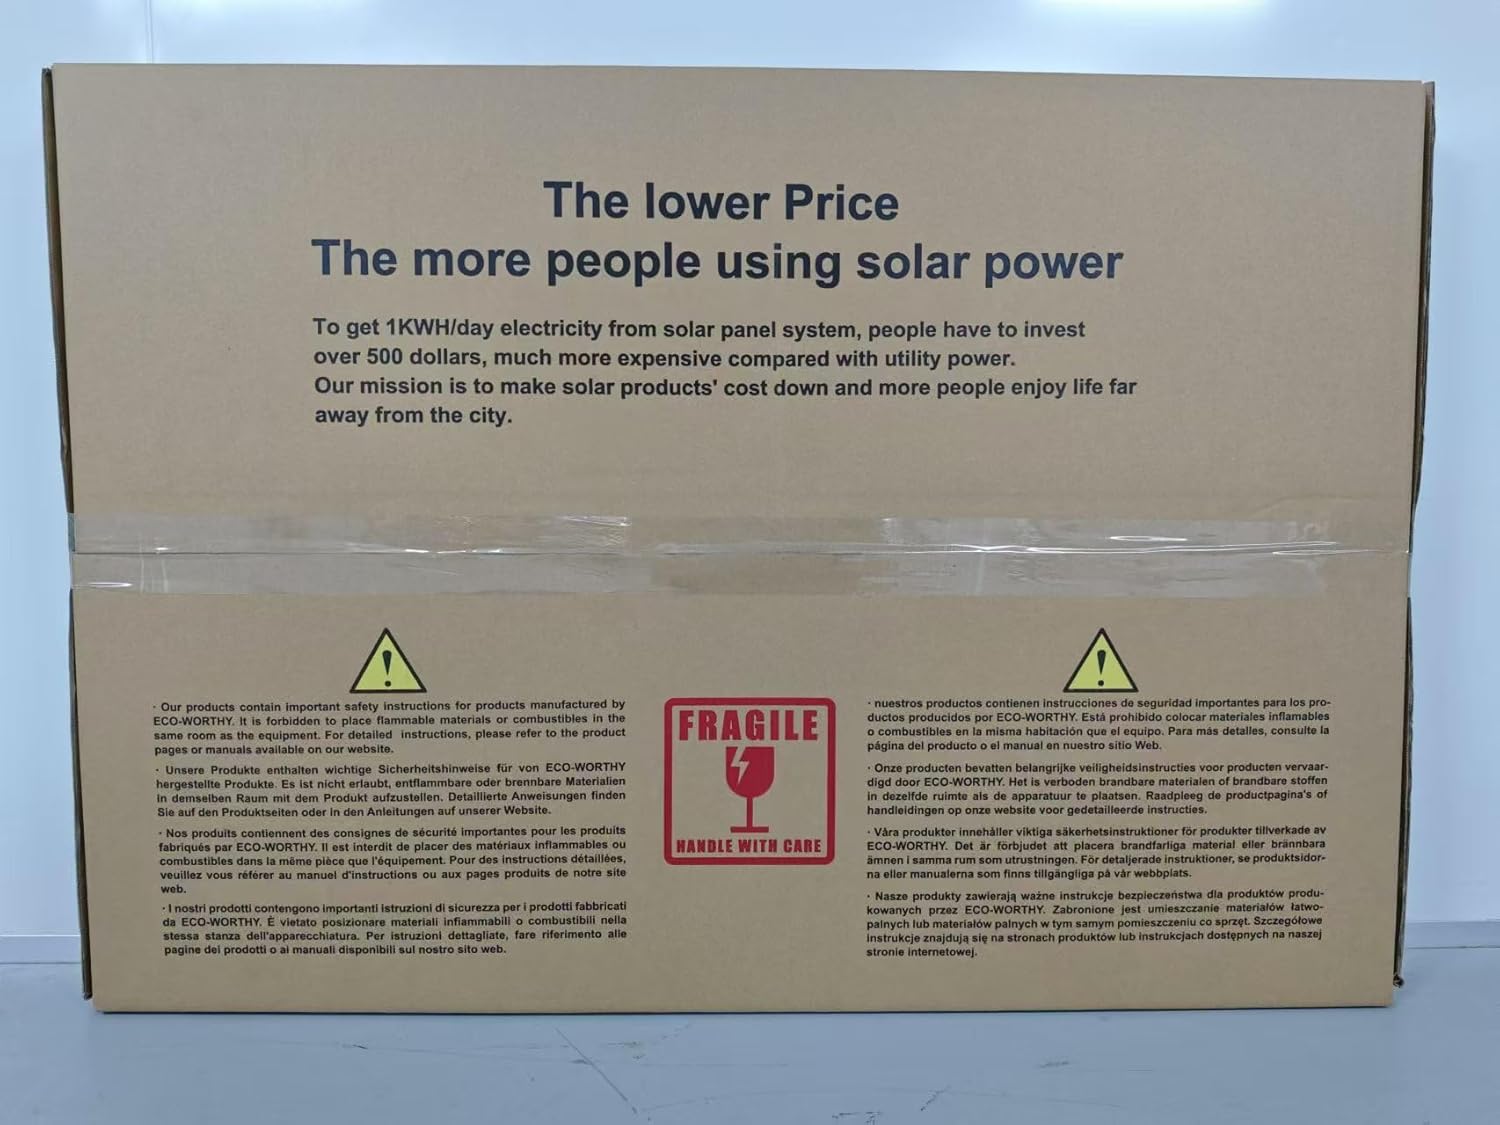 The lower Price
The more people using solar power
To get 1KWH/day electricity from solar panel system, people have to invest
over 500 dollars, much more expensive compared with utility power.
Our mission is to make solar products' cost down and more people enjoy life far
away from the city.
· Our products contain important safety instructions for products manufactured by
ECO-WORTHY. It is forbidden to place flammable materials or combustibles in the
same room as the equipment. For detailed instructions, please refer to the product
pages or manuals available on our website.
· Unsere Produkte enthalten wichtige Sicherheitshinweise für von ECO-WORTHY
hergestellte Produkte. Es ist nicht erlaubt, entflammbare oder brennbare Materialien
in demselben Raum mit dem Produkt aufzustellen. Detaillierte Anweisungen finden
Sie auf den Produktseiten oder in den Anleitungen auf unserer Website.
· Nos produits contiennent des consignes de sécurité importantes pour les produits
fabriqués par ECO-WORTHY. Il est interdit de placer des matériaux inflammables ou
combustibles dans la même pièce que l'équipement. Pour des instructions détaillées,
veuillez vous référer au manuel d'instructions ou aux pages produits de notre site
web.
· I nostri prodotti contengono importanti istruzioni di sicurezza per i prodotti fabbricati
da ECO-WORTHY. È vietato posizionare materiali infiammabili o combustibili nella
stessa stanza dell'apparecchiatura. Per istruzioni dettagliate, fare riferimento alle
pagine dei prodotti o ai manuali disponibili sul nostro sito web.
FRAGILE
HANDLE WITH CARE
· nuestros productos contienen instrucciones de seguridad importantes para los pro-
ductos producidos por ECO-WORTHY. Está prohibido colocar materiales inflamables
o combustibles en la misma habitación que el equipo. Para más detalles, consulte la
página del producto o el manual en nuestro sitio Web.
· Onze producten bevatten belangrijke veiligheidsinstructies voor producten vervaar-
digd door ECO-WORTHY. Het is verboden brandbare materialen of brandbare stoffen
in dezelfde ruimte als de apparatuur te plaatsen. Raadpleeg de productpagina's of
handleidingen op onze website voor gedetailleerde instructies.
· Våra produkter innehåller viktiga säkerhetsinstruktioner för produkter tillverkade av
ECO-WORTHY. Det är förbjudet att placera brandfarliga material eller brännbara
ämnen i samma rum som utrustningen. För detaljerade instruktioner, se produktsidor-
na eller manualerna som finns tillgängliga på vår webbplats.
· Nasze produkty zawierają ważne instrukcje bezpieczeństwa dla produktów produ-
kowanych przez ECO-WORTHY. Zabronione jest umieszczanie materiałów łatwo-
palnych lub materiałów palnych w tym samym pomieszczeniu co sprzęt. Szczegółowe
instrukcje znajdują się na stronach produktów lub instrukcjach dostępnych na naszej
stronie internetowej.